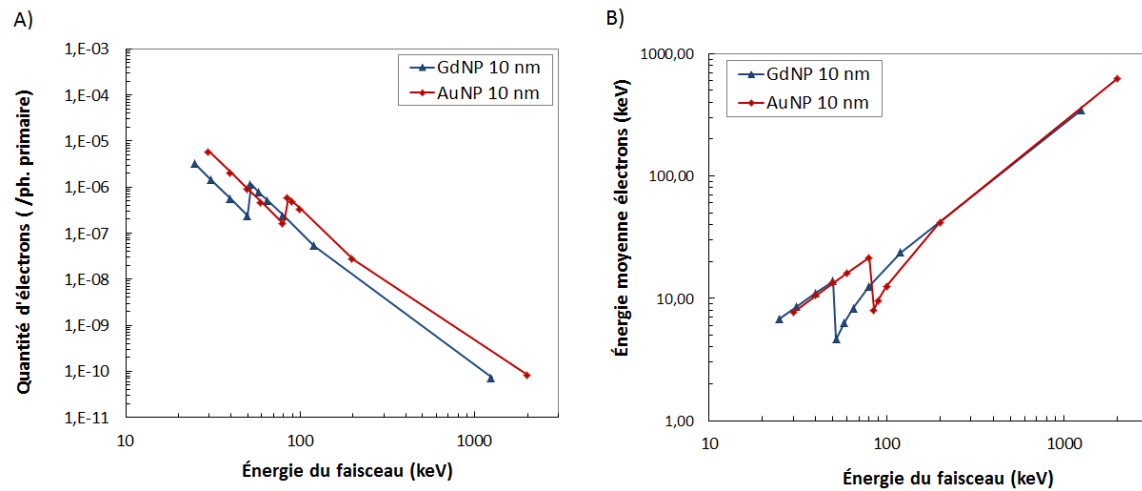 A)
1,E-03
1,E-04
1,E-05
1,E-06
1,E-07
1,E-08
1,E-09
1,E-10
1,E-11
Quantité d'électrons ( /ph. primaire)
GdNP 10 nm
AuNP 10 nm
10
100
1000
Énergie du faisceau (keV)
B)
1000,00
100,00
10,00
1,00
Énergie moyenne électrons (keV)
GdNP 10 nm
AuNP 10 nm
10
100
1000
Énergie du faisceau (keV)